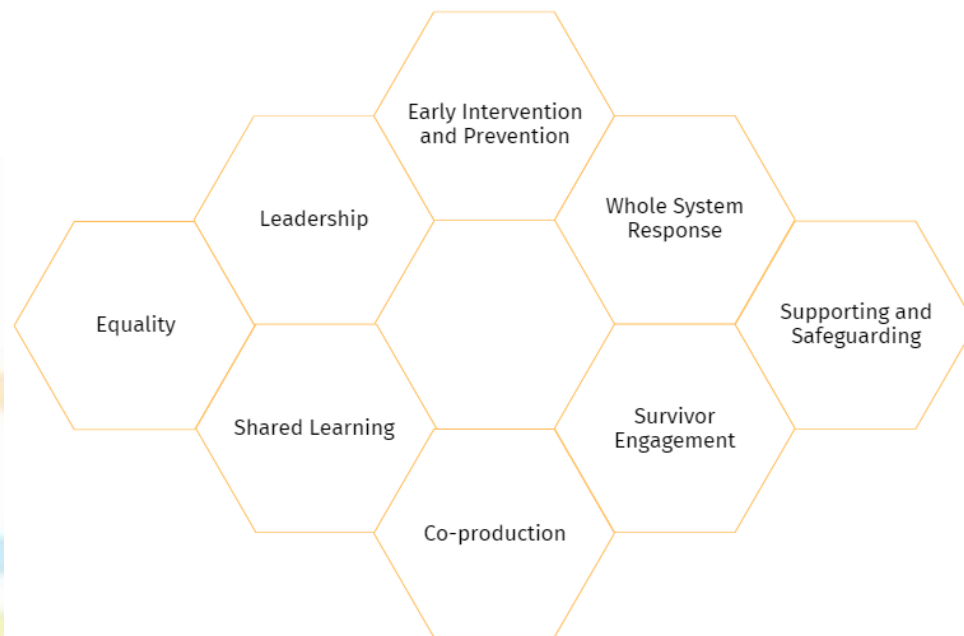 Early Intervention
and Prevention
Leadership
Whole System
Response
Equality
Supporting and
Safeguarding
Shared Learning
Survivor
Engagement
Co-production